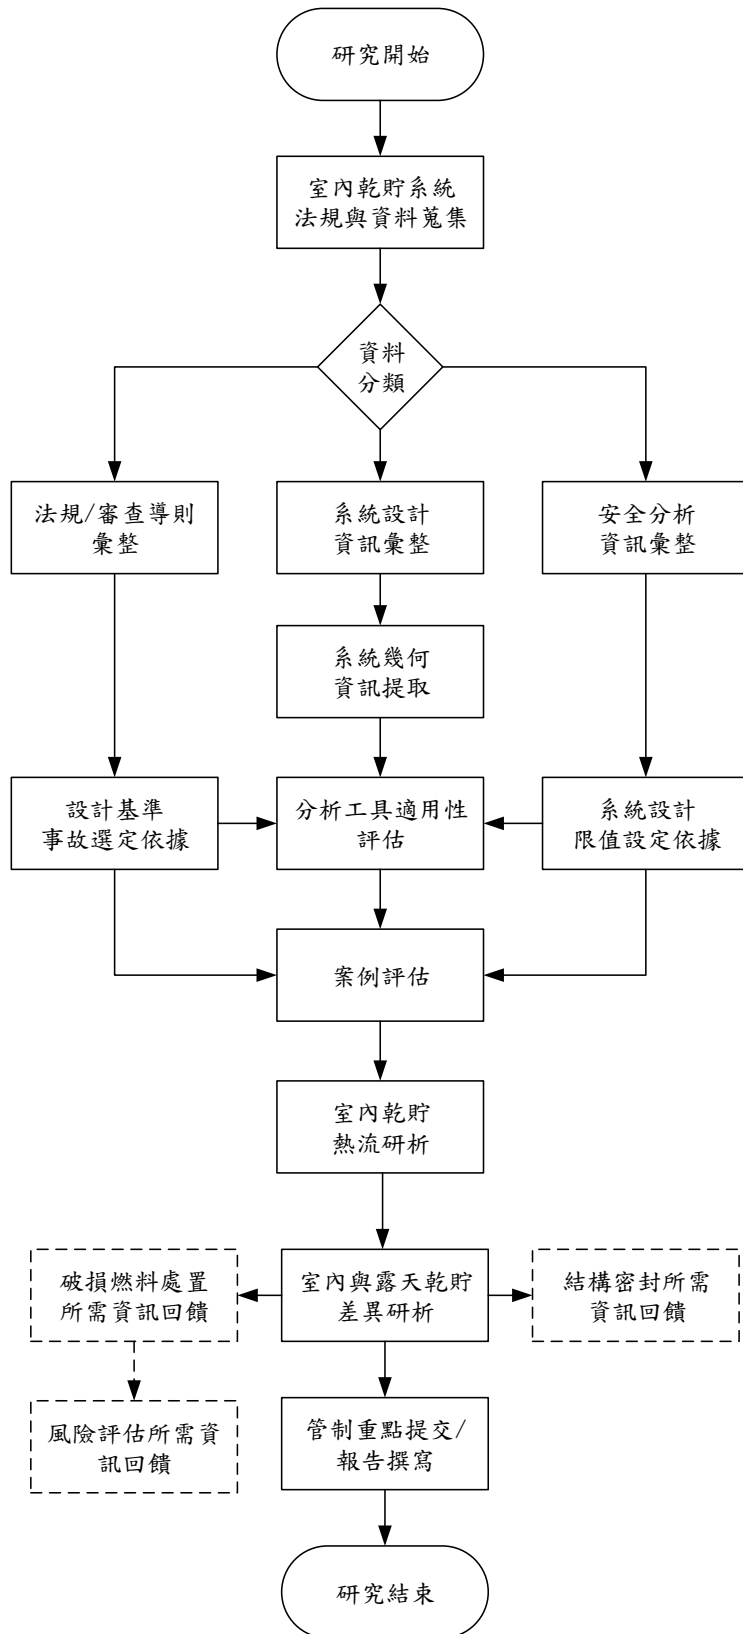 研究開始
室內乾貯系統
法規與資料蒐集
資料
分類
法規/審查導則
彙整
系統設計
資訊彙整
安全分析
資訊彙整
系統幾何
資訊提取
設計基準
事故選定依據
分析工具適用性
評估
系統設計
限值設定依據
案例評估
室內乾貯
熱流研析
破損燃料處置
所需資訊回饋
室內與露天乾貯
差異研析
結構密封所需
資訊回饋
風險評估所需資
訊回饋
管制重點提交/
報告撰寫
研究結束